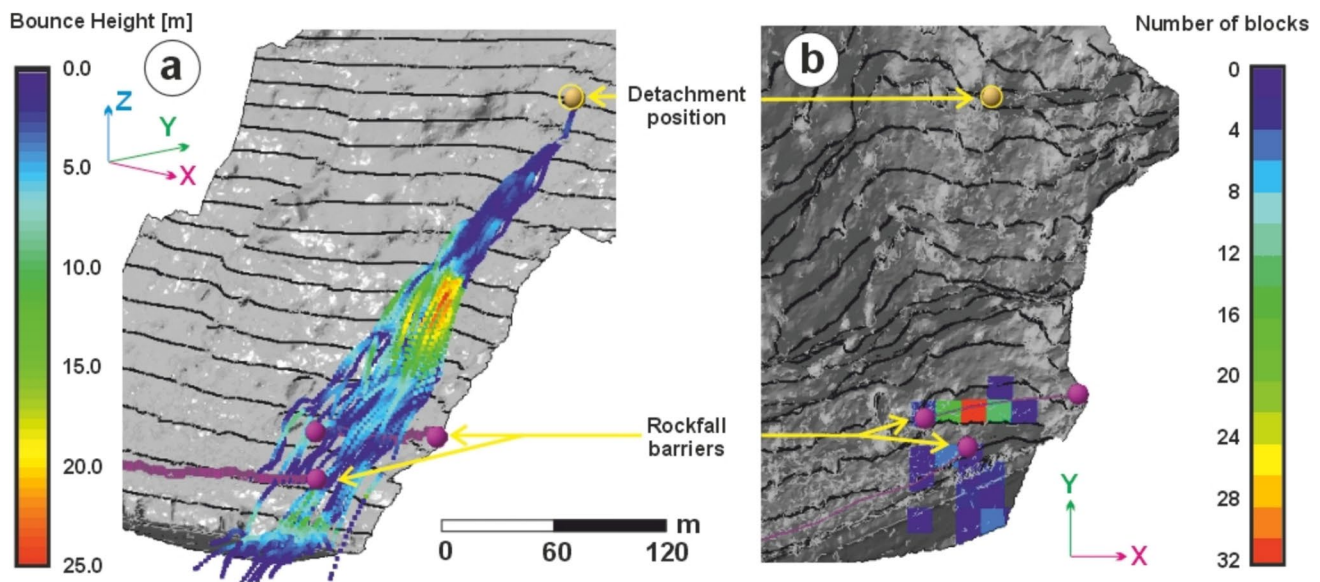 Bounce Height [m]
0.0
5.0
10.0
15.0
20.0
25.0
Z
Y
X
a
Detachment
position
Rockfall
barriers
m
0
60
120
b
Number of blocks
0
4
8
12
16
20
24
28
32
Y
X